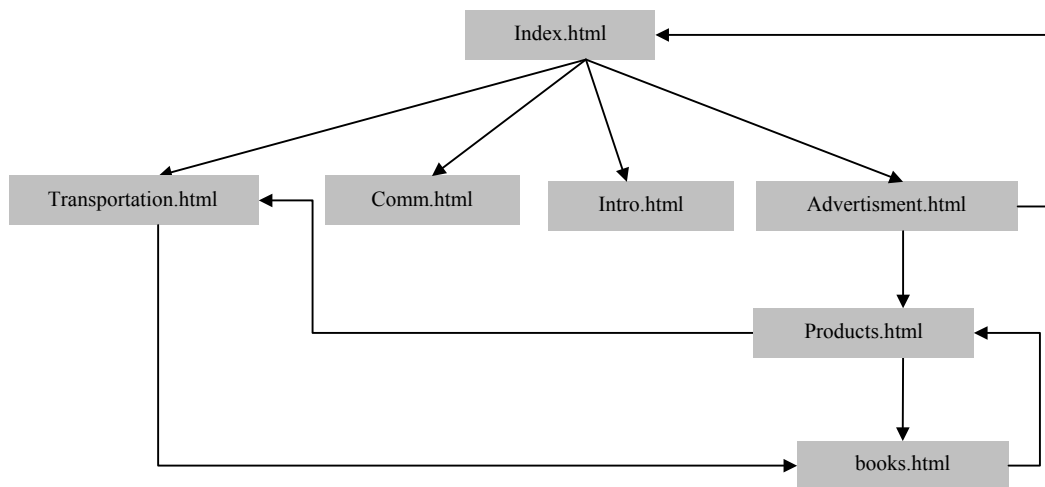 Index.html
Transportation.html
Comm.html
Intro.html
Advertisment.html
Products.html
books.html